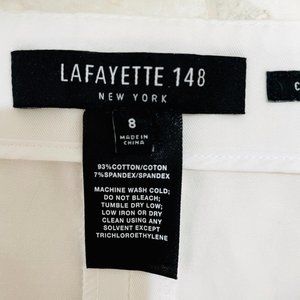 LAFAYETTE 148
NEW YORK
C
8
MADE IN
CHINA
93%COTTON/COTON
7%SPANDEX/SPANDEX
MACHINE WASH COLD;
DO NOT BLEACH;
TUMBLE DRY LOW;
LOW IRON OR DRY
CLEAN USING ANY
SOLVENT EXCEPT
TRICHLOROETHYLENE